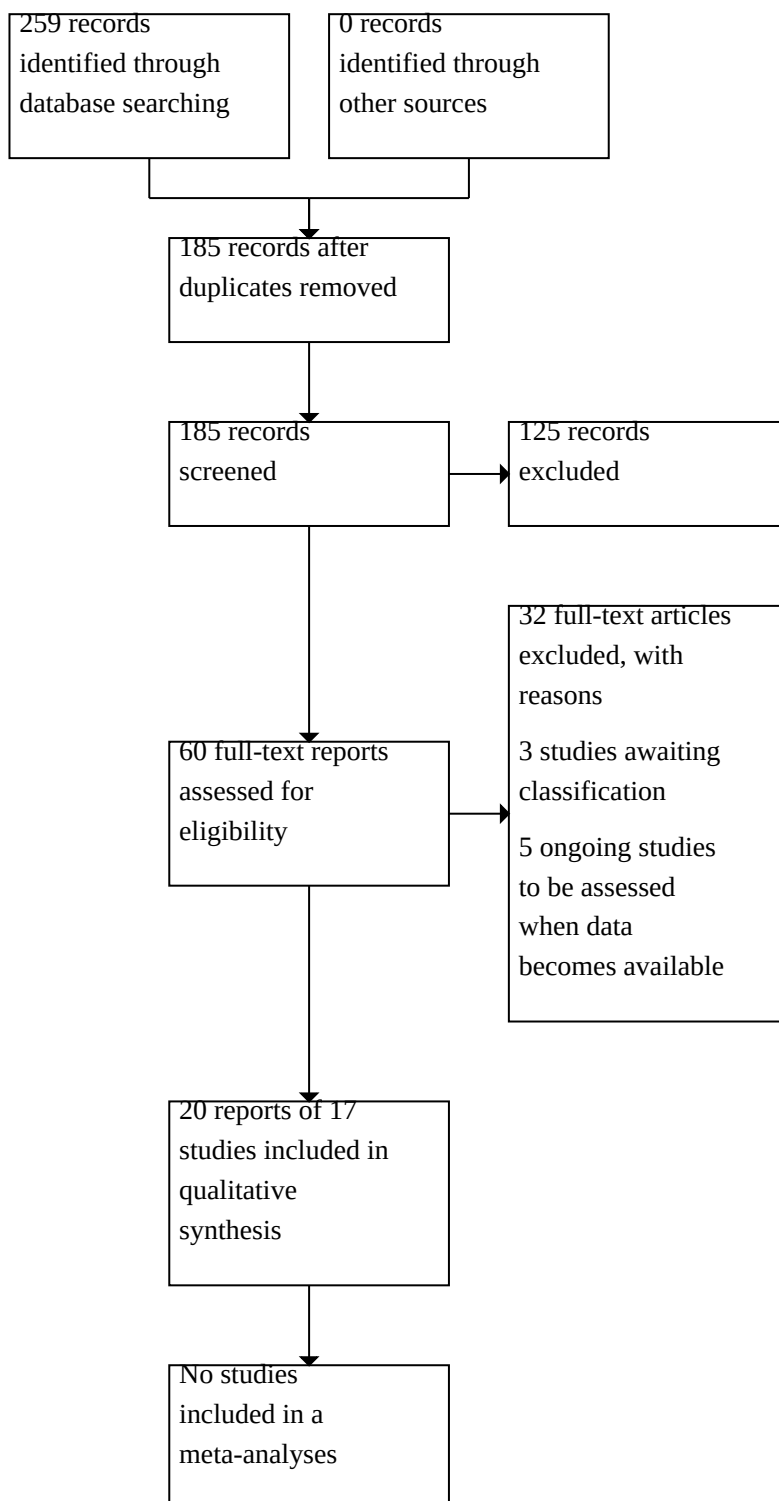 259 records
identified through
database searching
0 records
identified through
other sources
185 records after
duplicates removed
185 records
screened
125 records
excluded
32 full-text articles
excluded, with
reasons
3 studies awaiting
classification
5 ongoing studies
to be assessed
when data
becomes available
60 full-text reports
assessed for
eligibility
20 reports of 17
studies included in
qualitative
synthesis
No studies
included in a
meta-analyses